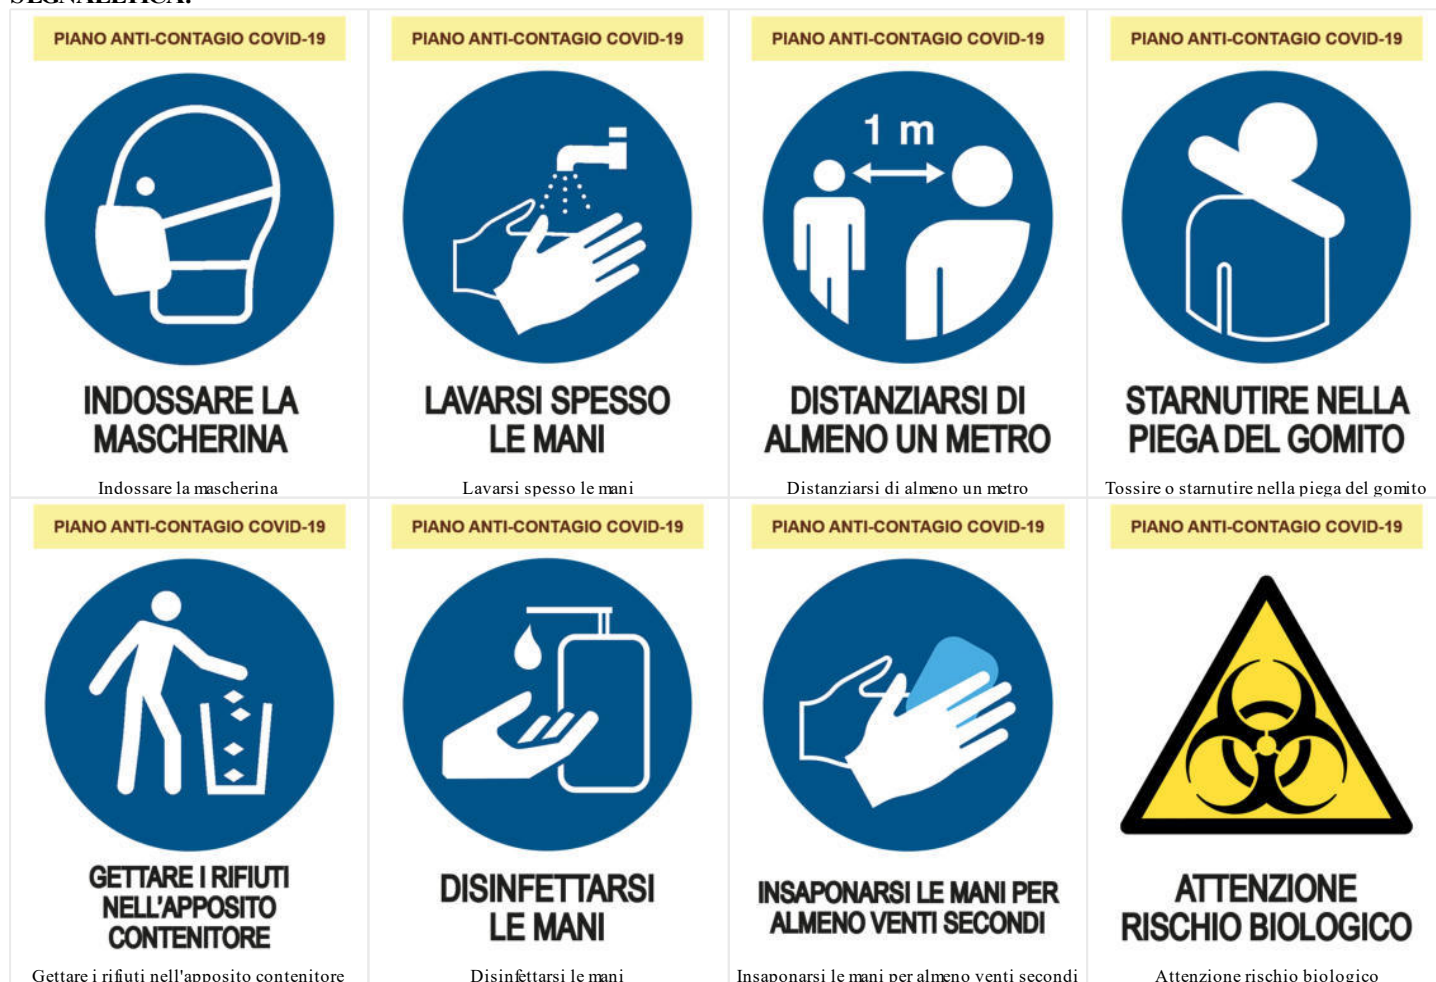 SEGNALETICA:
PIANO ANTI-CONTAGIO COVID-19
INDOSSARE LA
MASCHERINA
Indossare la mascherina
PIANO ANTI-CONTAGIO COVID-19
LAVARSI SPESSO
LE MANI
Lavarsi spesso le mani
PIANO ANTI-CONTAGIO COVID-19
1 m
DISTANZIARSI DI
ALMENO UN METRO
Distanziarsi di almeno un metro
PIANO ANTI-CONTAGIO COVID-19
STARNUTIRE NELLA
PIEGA DEL GOMITO
Tossire o starnutire nella piega del gomito
PIANO ANTI-CONTAGIO COVID-19
GETTARE I RIFIUTI
NELL'APPOSITO
CONTENITORE
Gettare i rifiuti nell'apposito contenitore
PIANO ANTI-CONTAGIO COVID-19
DISINFETTARSI
LE MANI
Disinfettarsi le mani
PIANO ANTI-CONTAGIO COVID-19
INSAPONARSI LE MANI PER
ALMENO VENTI SECONDI
Insaponarsi le mani per almeno venti secondi
PIANO ANTI-CONTAGIO COVID-19
ATTENZIONE
RISCHIO BIOLOGICO
Attenzione rischio biologico